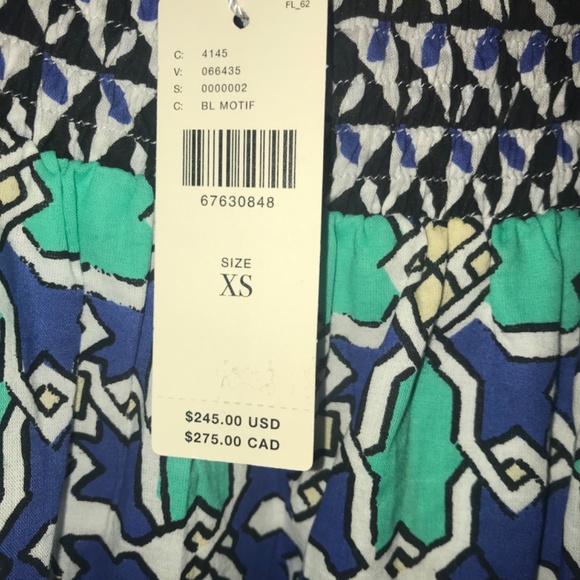 FL_62
C: 4145
V: 066435
S: 0000002
C: BL MOTIF
67630848
SIZE
XS
$245.00 USD
$275.00 CAD